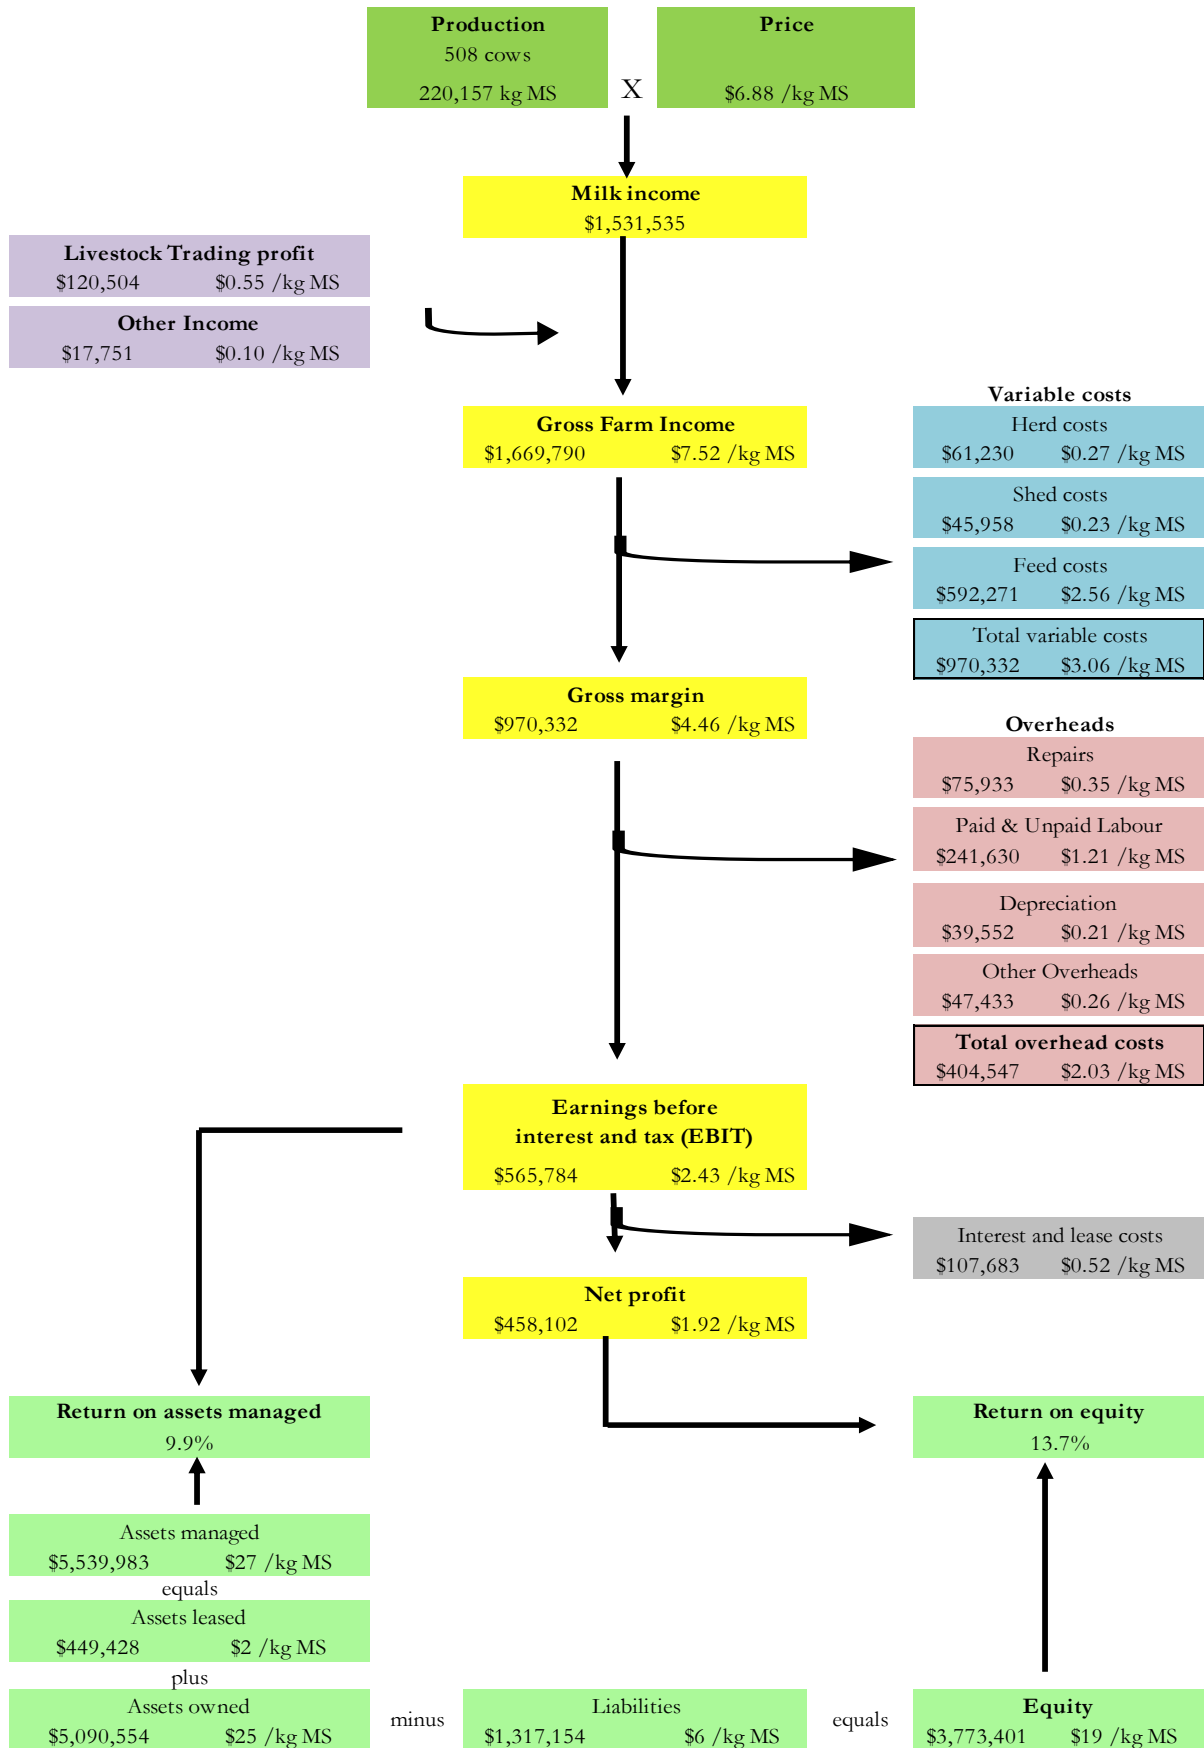 Production
508 cows
220,157 kg MS
X
Price
$6.88 /kg MS
Milk income
$1,531,535
Livestock Trading profit
$120,504 $0.55 /kg MS
Other Income
$17,751 $0.10 /kg MS
Gross Farm Income
$1,669,790 $7.52 /kg MS
Variable costs
Herd costs
$61,230 $0.27 /kg MS
Shed costs
$45,958 $0.23 /kg MS
Feed costs
$592,271 $2.56 /kg MS
Total variable costs
$970,332 $3.06 /kg MS
Gross margin
$970,332 $4.46 /kg MS
Overheads
Repairs
$75,933 $0.35 /kg MS
Paid & Unpaid Labour
$241,630 $1.21 /kg MS
Depreciation
$39,552 $0.21 /kg MS
Other Overheads
$47,433 $0.26 /kg MS
Total overhead costs
$404,547 $2.03 /kg MS
Earnings before
interest and tax (EBIT)
$565,784 $2.43 /kg MS
Interest and lease costs
$107,683 $0.52 /kg MS
Net profit
$458,102 $1.92 /kg MS
Return on assets managed
9.9%
Return on equity
13.7%
Assets managed
$5,539,983 $27 /kg MS
equals
Assets leased
$449,428 $2 /kg MS
plus
Assets owned
$5,090,554 $25 /kg MS
minus
Liabilities
$1,317,154 $6 /kg MS
equals
Equity
$3,773,401 $19 /kg MS